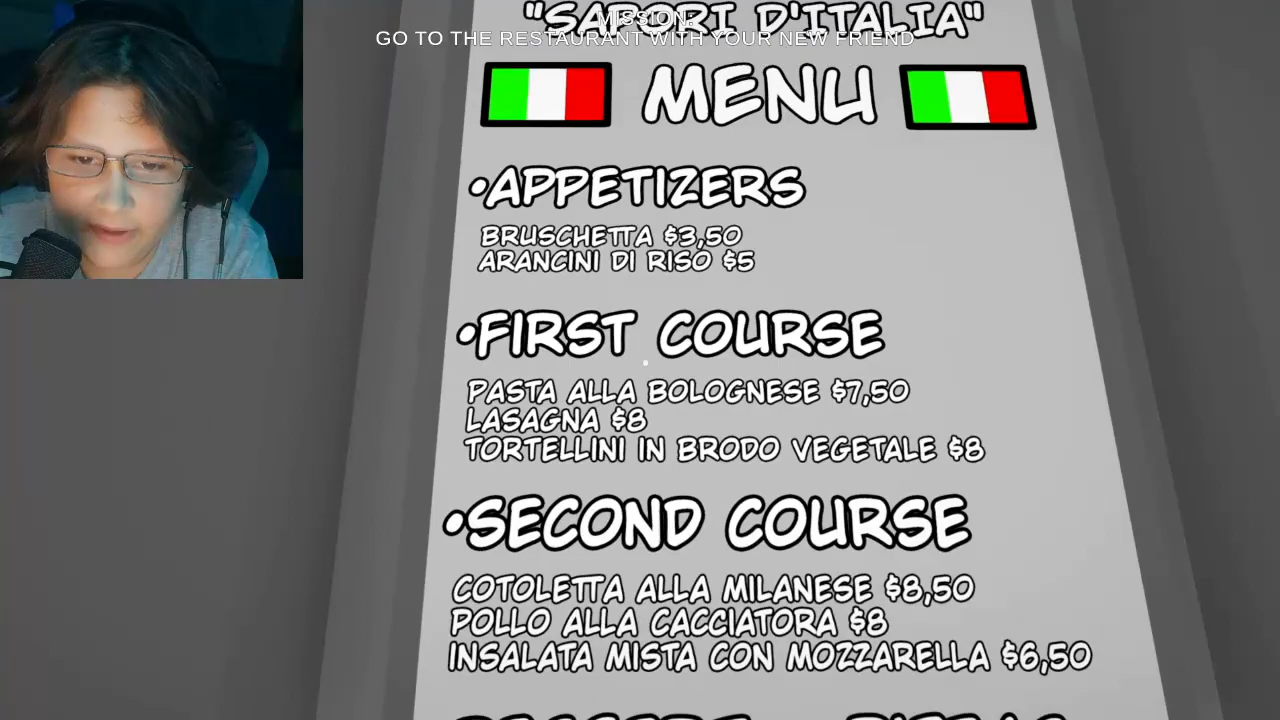 "SAPORI D'ITALIA"
MISSION:
GO TO THE RESTAURANT WITH YOUR NEW FRIEND
MENU
•APPETIZERS
BRUSCHETTA $3,50
ARANCINI DI RISO $5
•FIRST COURSE
PASTA ALLA BOLOGNESE $7,50
LASAGNA $8
TORTELLINI IN BRODO VEGETALE $8
•SECOND COURSE
COTOLETTA ALLA MILANESE $8,50
POLLO ALLA CACCIATORA $8
INSALATA MISTA CON MOZZARELLA $6,50